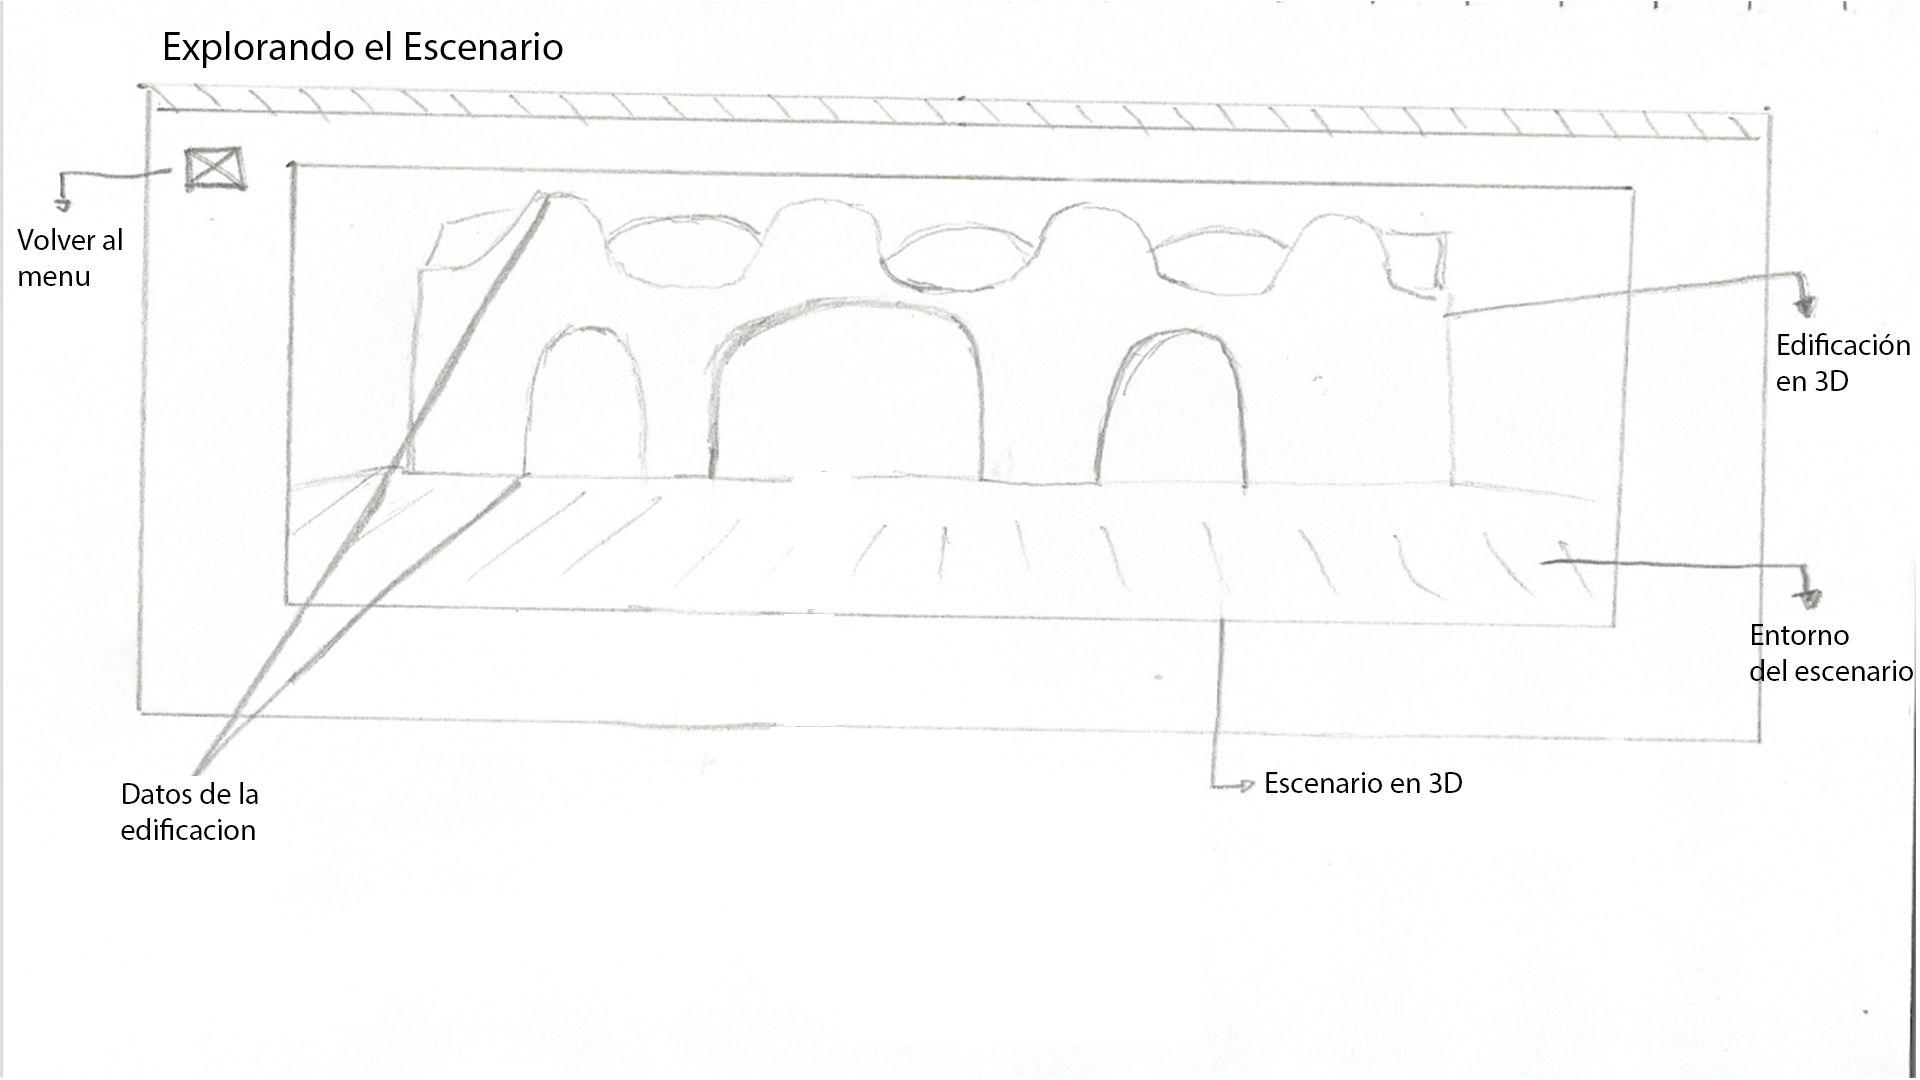 Explorando el Escenario
Volver al
menu
Edificación
en 3D
Entorno
del escenario
Escenario en 3D
Datos de la
edificacion